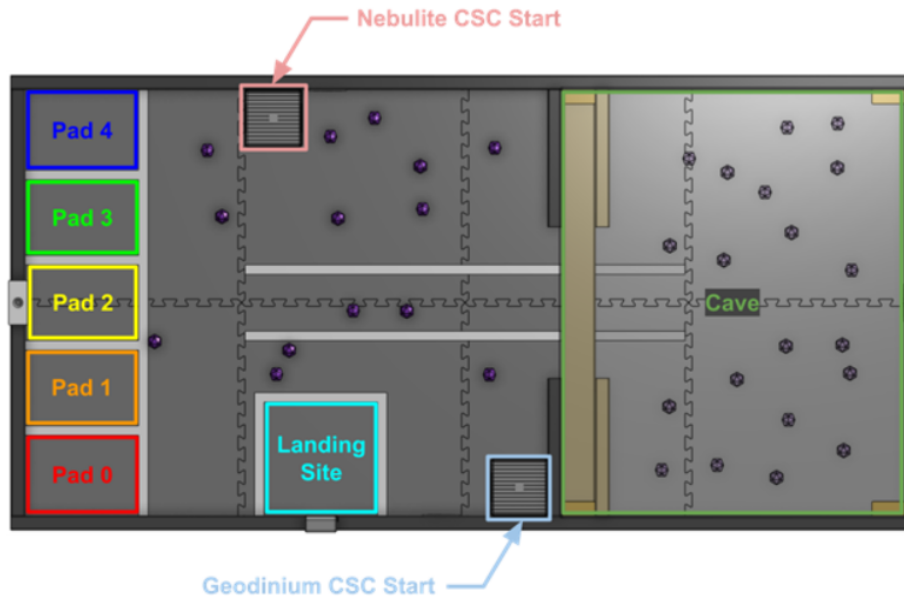 Nebulite CSC Start
Pad 4
Pad 3
Pad 2
Cave
Pad 1
Landing
Site
Pad 0
Geodinium CSC Start